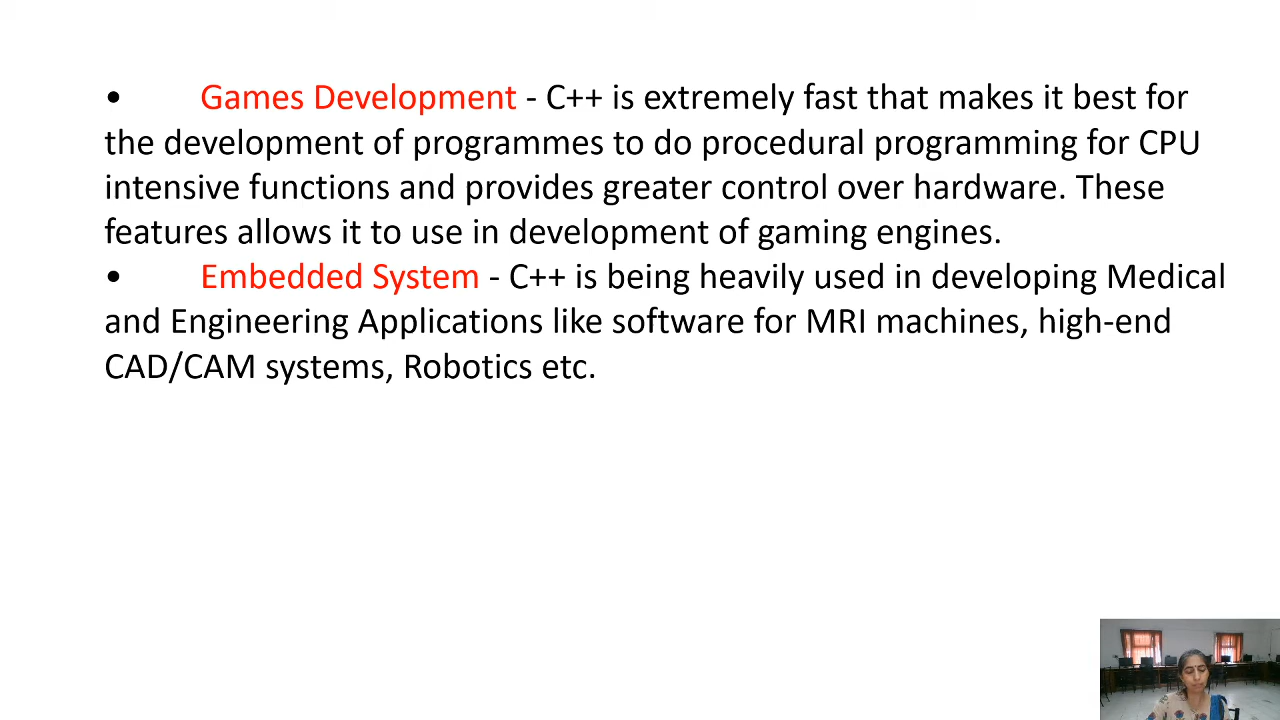 • Games Development - C++ is extremely fast that makes it best for
the development of programmes to do procedural programming for CPU
intensive functions and provides greater control over hardware. These
features allows it to use in development of gaming engines.
• Embedded System - C++ is being heavily used in developing Medical
and Engineering Applications like software for MRI machines, high-end
CAD/CAM systems, Robotics etc.